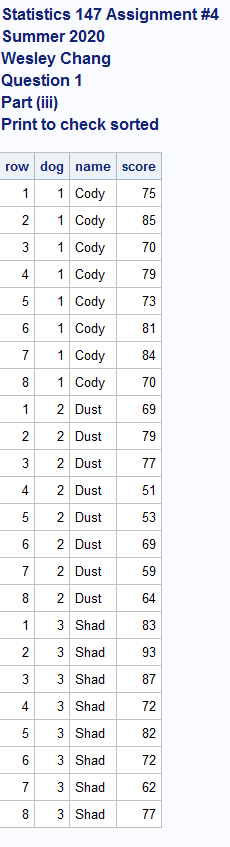 Statistics 147 Assignment #4
Summer 2020
Wesley Chang
Question 1
Part (iii)
Print to check sorted
row dog name score
1 1 Cody 75
2 1 Cody 85
3 1 Cody 70
4 1 Cody 79
5 1 Cody 73
6 1 Cody 81
7 1 Cody 84
8 1 Cody 70
1 2 Dust 69
2 2 Dust 79
3 2 Dust 77
4 2 Dust 51
5 2 Dust 53
6 2 Dust 69
7 2 Dust 59
8 2 Dust 64
1 3 Shad 83
2 3 Shad 93
3 3 Shad 87
4 3 Shad 72
5 3 Shad 82
6 3 Shad 72
7 3 Shad 62
8 3 Shad 77